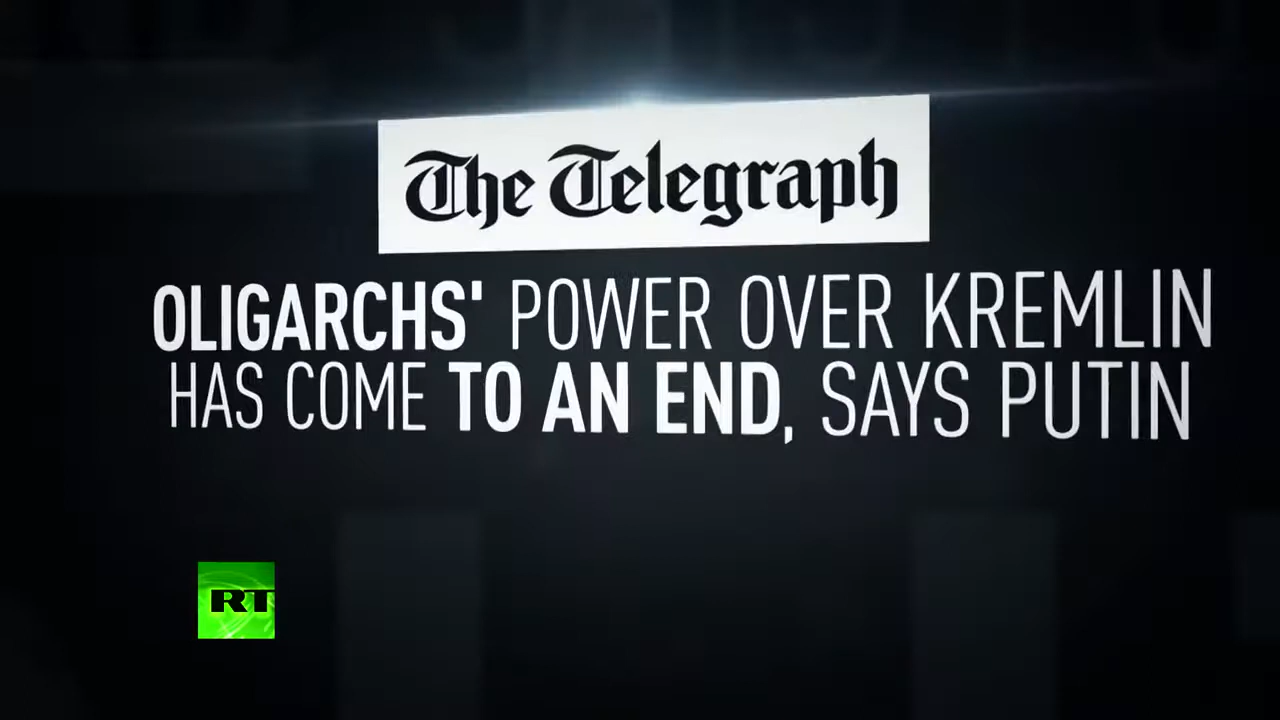 The Telegraph
OLIGARCHS' POWER OVER KREMLIN
HAS COME TO AN END, SAYS PUTIN
RT